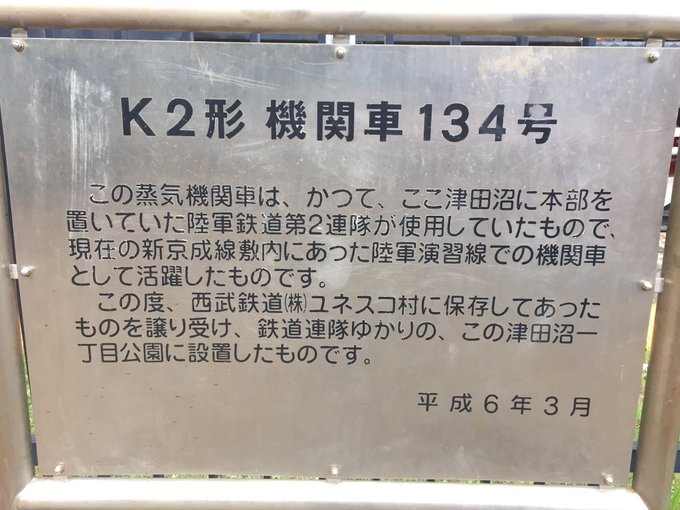 K2形 機関車134号
この蒸気機関車は、かつて、ここ津田沼に本部を
置いていた陸軍鉄道第2連隊が使用していたもので、
現在の新京成線敷内にあった陸軍演習線での機関車
として活躍したものです。
この度、西武鉄道㈱ユネスコ村に保存してあった
ものを譲り受け、鉄道連隊ゆかりの、この津田沼一
丁目公園に設置したものです。
平成6年3月